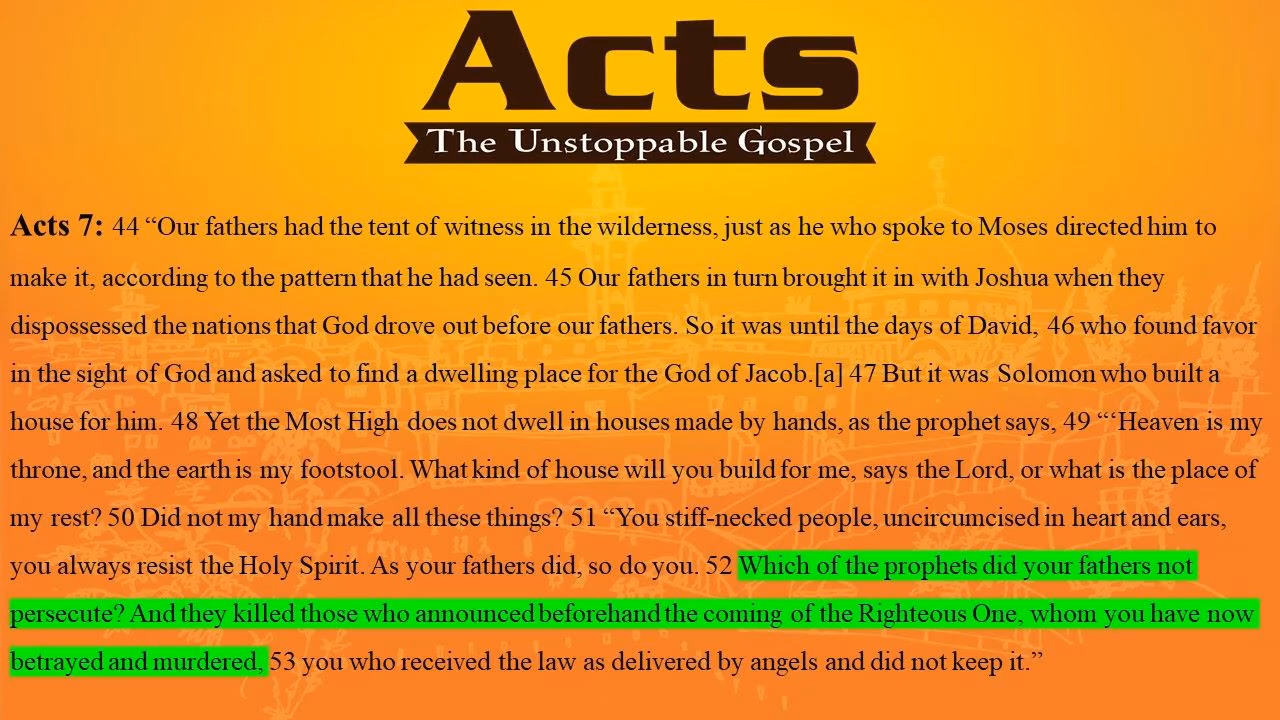 Acts
The Unstoppable Gospel
Acts 7: 44 “Our fathers had the tent of witness in the wilderness, just as he who spoke to Moses directed him to
make it, according to the pattern that he had seen. 45 Our fathers in turn brought it in with Joshua when they
dispossessed the nations that God drove out before our fathers. So it was until the days of David, 46 who found favor
in the sight of God and asked to find a dwelling place for the God of Jacob.[a] 47 But it was Solomon who built a
house for him. 48 Yet the Most High does not dwell in houses made by hands, as the prophet says, 49 “‘Heaven is my
throne, and the earth is my footstool. What kind of house will you build for me, says the Lord, or what is the place of
my rest? 50 Did not my hand make all these things? 51 “You stiff-necked people, uncircumcised in heart and ears,
you always resist the Holy Spirit. As your fathers did, so do you. 52 Which of the prophets did your fathers not
persecute? And they killed those who announced beforehand the coming of the Righteous One, whom you have now
betrayed and murdered, 53 you who received the law as delivered by angels and did not keep it.”